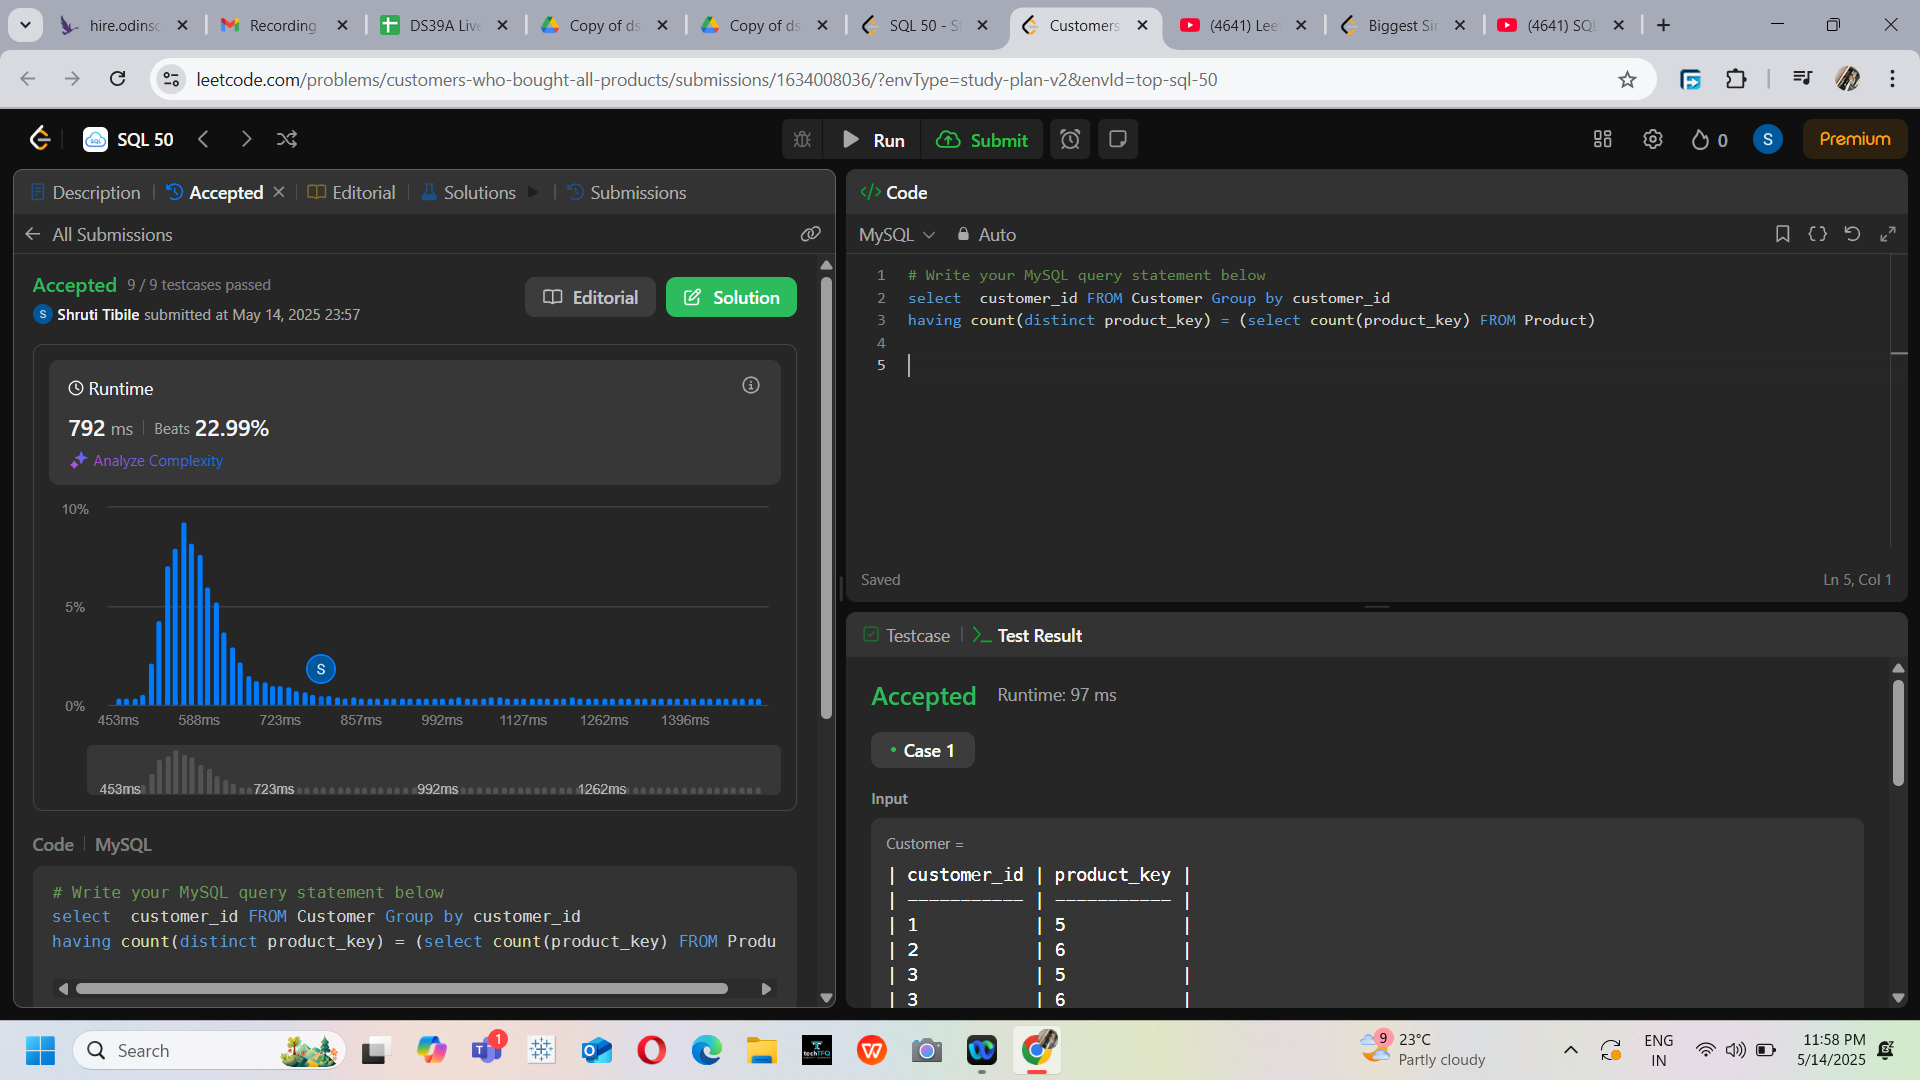 hire.odinsc
Recording
DS39A Live
Copy of ds
Copy of ds
SQL 50 - St
Customers
(4641) Lee
Biggest Sin
(4641) SQL
leetcode.com/problems/customers-who-bought-all-products/submissions/1634008036/?envType=study-plan-v2&envId=top-sql-50
SQL 50
Run
Submit
0
S
Premium
Description
Accepted
Editorial
Solutions
Submissions
All Submissions
Accepted 9 / 9 testcases passed
S Shruti Tibile submitted at May 14, 2025 23:57
Editorial
Solution
Runtime
792 ms Beats 22.99%
Analyze Complexity
10%
5%
0%
S
453ms 588ms 723ms 857ms 992ms 1127ms 1262ms 1396ms
453ms 723ms 992ms 1262ms
Code | MySQL
# Write your MySQL query statement below
select  customer_id FROM Customer Group by customer_id
having count(distinct product_key) = (select count(product_key) FROM Produ
</> Code
MySQL
Auto
1 # Write your MySQL query statement below
2 select  customer_id FROM Customer Group by customer_id
3 having count(distinct product_key) = (select count(product_key) FROM Product)
4
5
Saved
Ln 5, Col 1
Testcase
Test Result
Accepted Runtime: 97 ms
• Case 1
Input
Customer =
| customer_id | product_key |
| ----------- | ----------- |
| 1 | 5 |
| 2 | 6 |
| 3 | 5 |
| 3 | 6 |
Search
1
techTFQ
9
23°C
Partly cloudy
ENG
IN
11:58 PM
5/14/2025